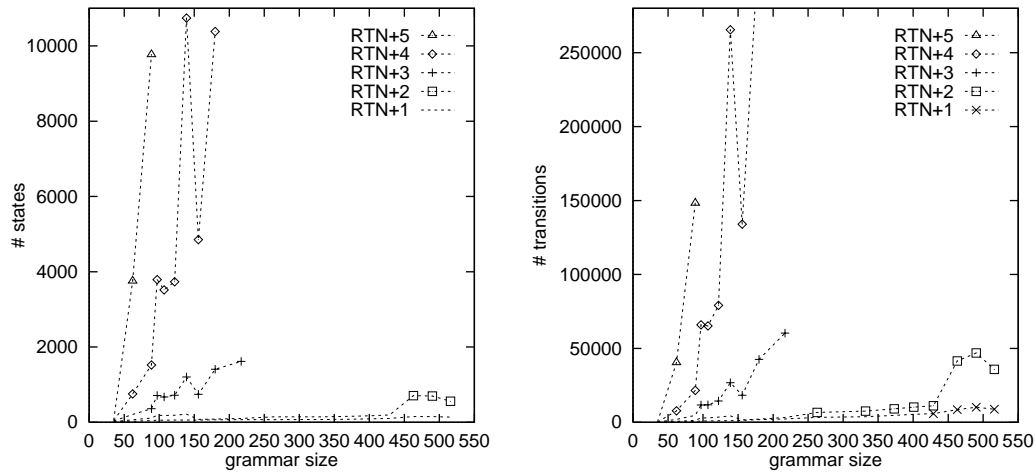 10000
8000
6000
4000
2000
0
# states
0 50 100 150 200 250 300 350 400 450 500 550
grammar size
RTN+5
RTN+4
RTN+3
RTN+2
RTN+1
250000
200000
150000
100000
50000
0
# transitions
0 50 100 150 200 250 300 350 400 450 500 550
grammar size
RTN+5
RTN+4
RTN+3
RTN+2
RTN+1